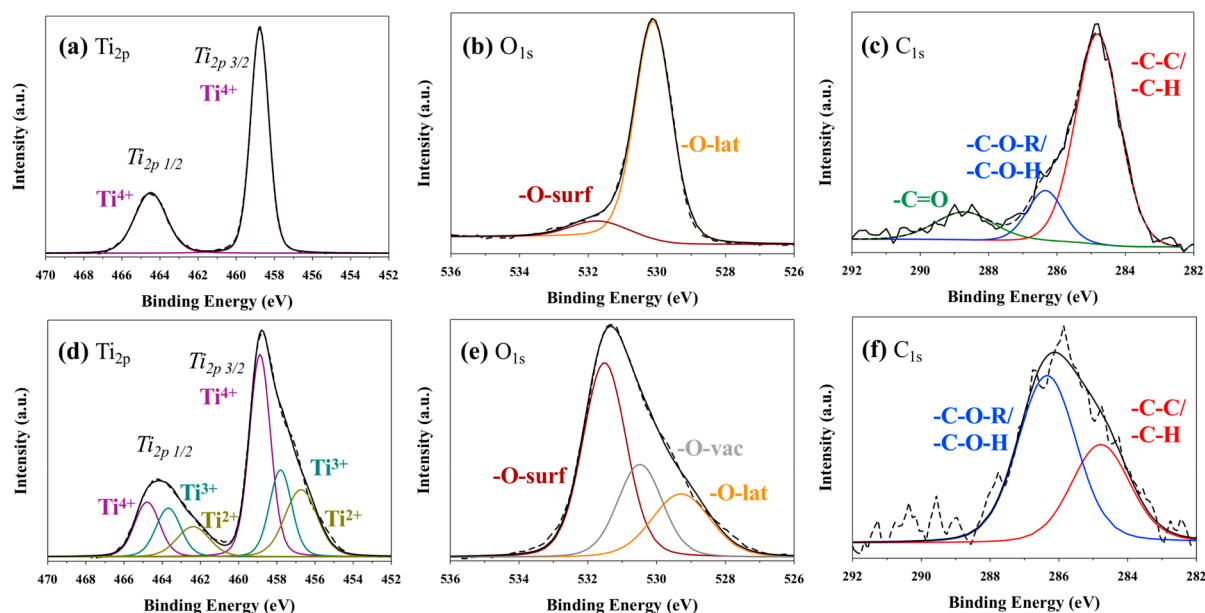 (a) Ti2p
Ti2p 3/2
Ti4+
Ti2p 1/2
Ti4+
Intensity (a.u.)
470 466 464 462 460 458 456 454 452
Binding Energy (eV)
(b) O1s
-O-lat
-O-surf
Intensity (a.u.)
536 534 532 530 528 526
Binding Energy (eV)
(c) C1s
-C-C/
-C-H
-C-O-R/
-C-O-H
-C=O
Intensity (a.u.)
292 290 288 286 284 282
Binding Energy (eV)
(d) Ti2p
Ti2p 3/2
Ti4+
Ti2p 1/2
Ti3+
Ti4+
Ti3+
Ti2+
Ti2+
Intensity (a.u.)
470 466 464 462 460 458 456 454 452
Binding Energy (eV)
(e) O1s
-O-vac
-O-surf
-O-lat
Intensity (a.u.)
536 534 532 530 528 526
Binding Energy (eV)
(f) C1s
-C-O-R/
-C-O-H
-C-C/
-C-H
Intensity (a.u.)
292 290 288 286 284 282
Binding Energy (eV)